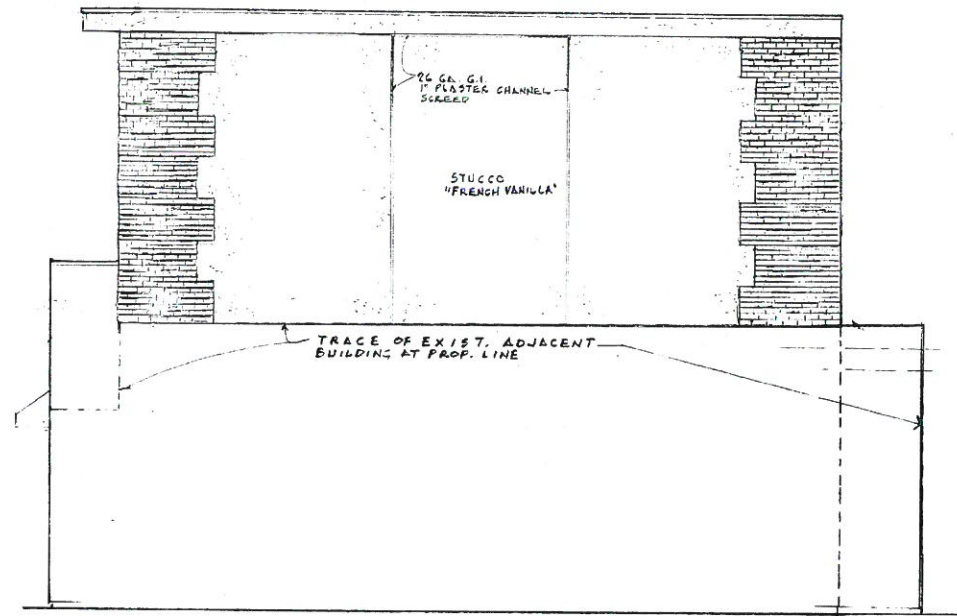 26 GA. G.I.
1" PLASTER CHANNEL
SCREED
STUCCO
"FRENCH VANILLA"
TRACE OF EXIST. ADJACENT
BUILDING AT PROP. LINE